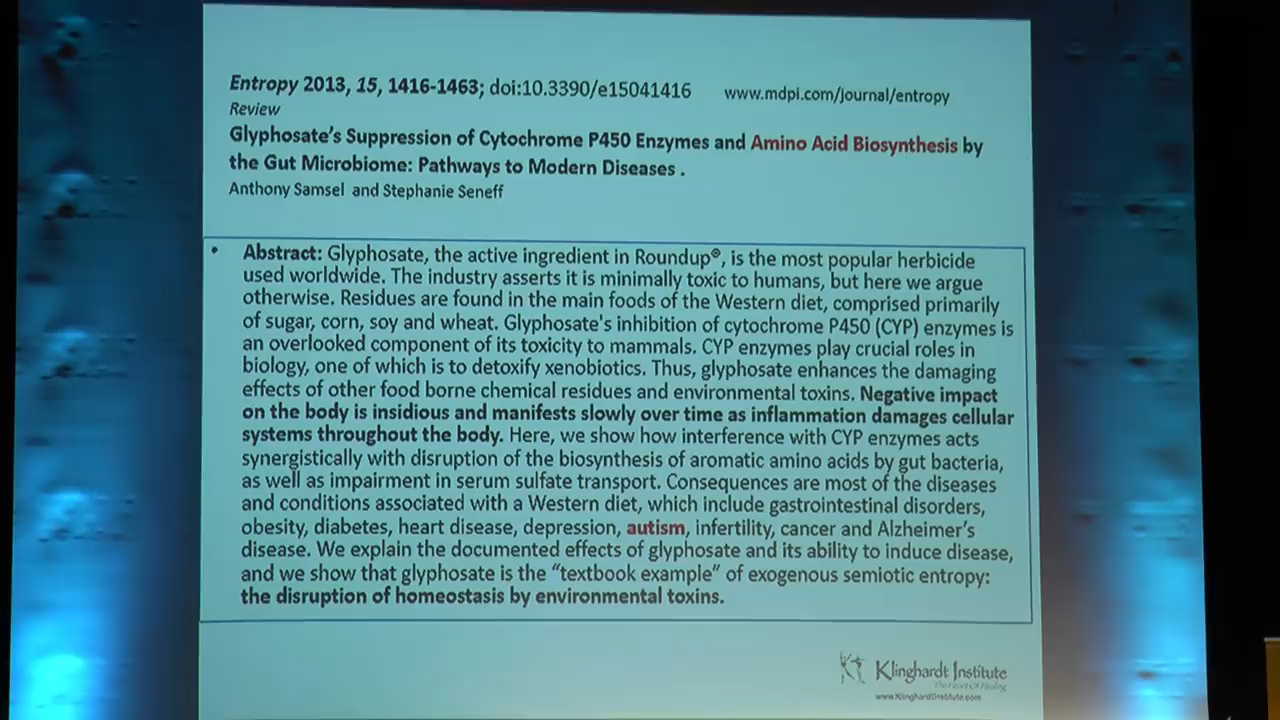 Entropy 2013, 15, 1416-1463; doi:10.3390/e15041416 www.mdpi.com/journal/entropy
Review
Glyphosate's Suppression of Cytochrome P450 Enzymes and Amino Acid Biosynthesis by
the Gut Microbiome: Pathways to Modern Diseases .
Anthony Samsel and Stephanie Seneff
• Abstract: Glyphosate, the active ingredient in Roundup®, is the most popular herbicide
used worldwide. The industry asserts it is minimally toxic to humans, but here we argue
otherwise. Residues are found in the main foods of the Western diet, comprised primarily
of sugar, corn, soy and wheat. Glyphosate's inhibition of cytochrome P450 (CYP) enzymes is
an overlooked component of its toxicity to mammals. CYP enzymes play crucial roles in
biology, one of which is to detoxify xenobiotics. Thus, glyphosate enhances the damaging
effects of other food borne chemical residues and environmental toxins. Negative impact
on the body is insidious and manifests slowly over time as inflammation damages cellular
systems throughout the body. Here, we show how interference with CYP enzymes acts
synergistically with disruption of the biosynthesis of aromatic amino acids by gut bacteria,
as well as impairment in serum sulfate transport. Consequences are most of the diseases
and conditions associated with a Western diet, which include gastrointestinal disorders,
obesity, diabetes, heart disease, depression, autism, infertility, cancer and Alzheimer's
disease. We explain the documented effects of glyphosate and its ability to induce disease,
and we show that glyphosate is the “textbook example” of exogenous semiotic entropy:
the disruption of homeostasis by environmental toxins.
Klinghardt Institute
The Heart Of Healing
www.KlinghardtInstitute.com